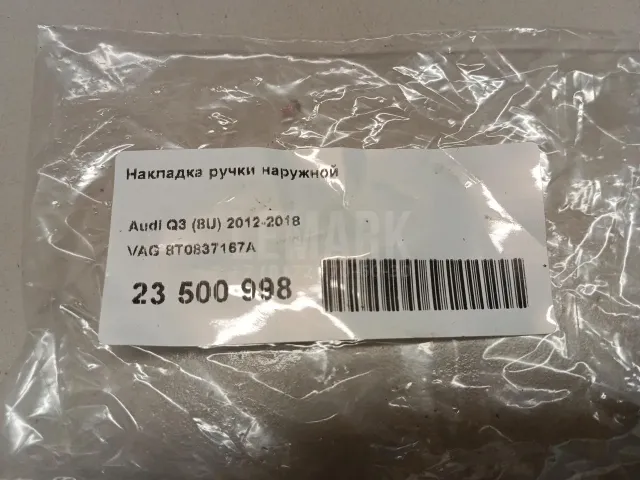 Накладка ручки наружной
Audi Q3 (8U) 2012-2018
VAG 8T0837167A
23 500 998